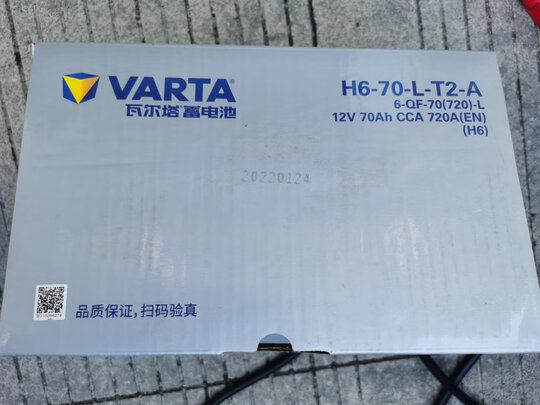 VARTA
瓦尔塔蓄电池
H6-70-L-T2-A
6-QF-70(720)-L
12V 70Ah CCA 720A(EN)
(H6)
20220124
品质保证,扫码验真